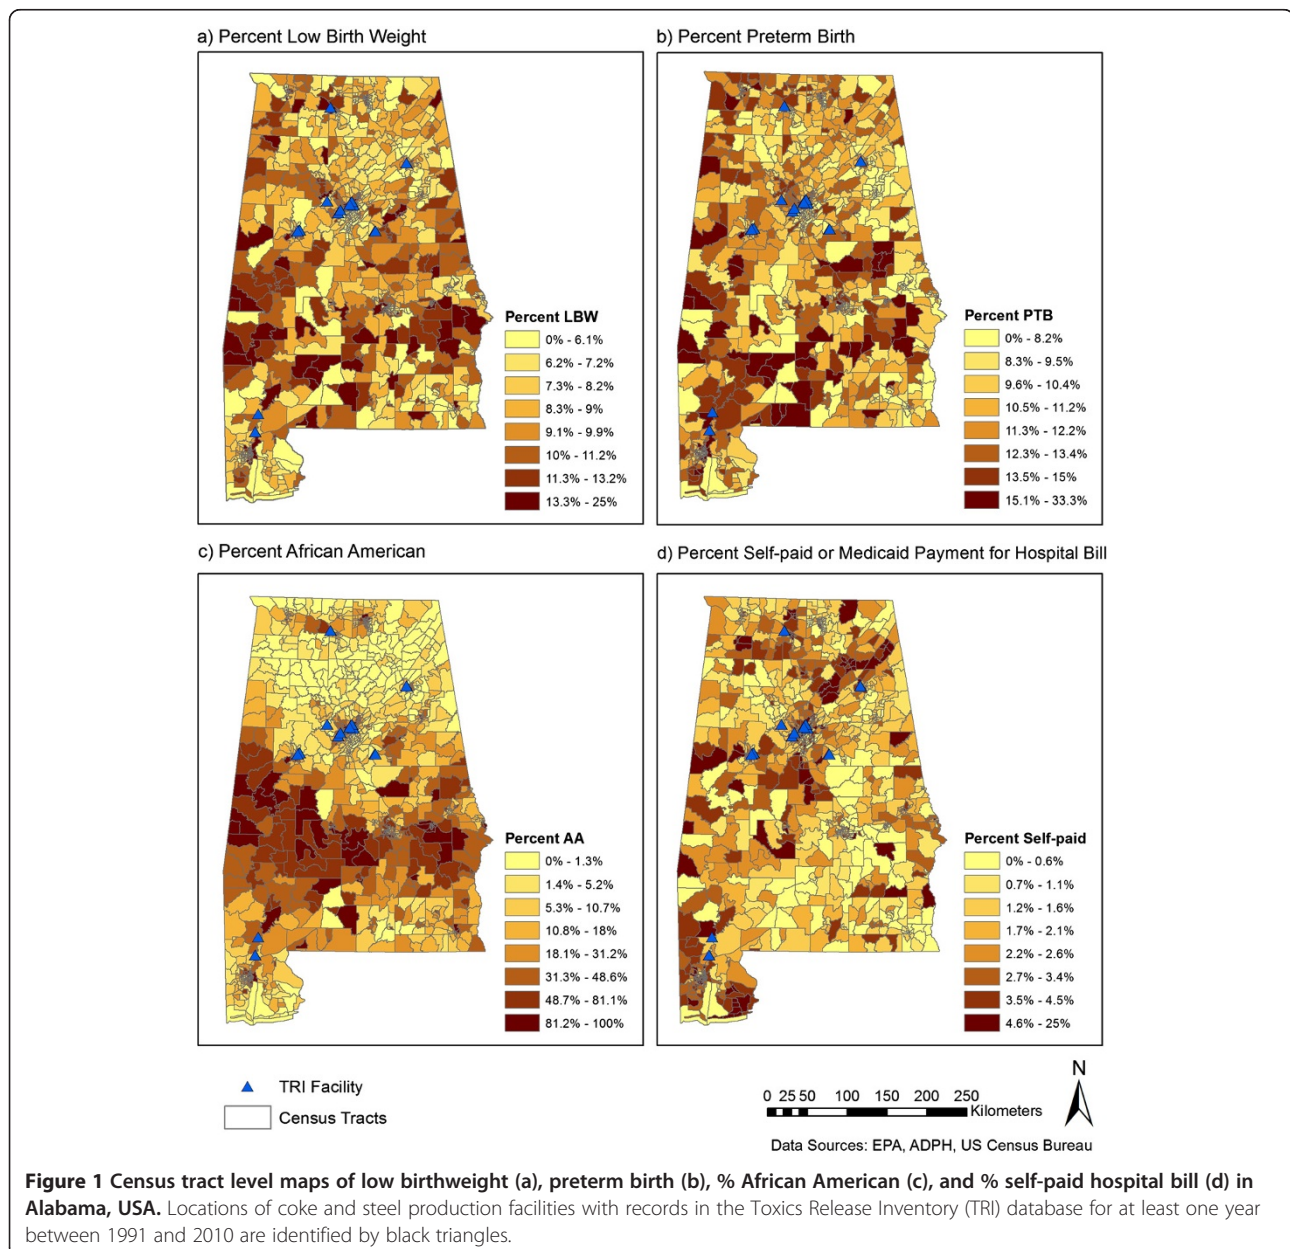 a) Percent Low Birth Weight
b) Percent Preterm Birth
Percent LBW
0% - 6.1%
6.2% - 7.2%
7.3% - 8.2%
8.3% - 9%
9.1% - 9.9%
10% - 11.2%
11.3% - 13.2%
13.3% - 25%
Percent PTB
0% - 8.2%
8.3% - 9.5%
9.6% - 10.4%
10.5% - 11.2%
11.3% - 12.2%
12.3% - 13.4%
13.5% - 15%
15.1% - 33.3%
c) Percent African American
d) Percent Self-paid or Medicaid Payment for Hospital Bill
Percent AA
0% - 1.3%
1.4% - 5.2%
5.3% - 10.7%
10.8% - 18%
18.1% - 31.2%
31.3% - 48.6%
48.7% - 81.1%
81.2% - 100%
Percent Self-paid
0% - 0.6%
0.7% - 1.1%
1.2% - 1.6%
1.7% - 2.1%
2.2% - 2.6%
2.7% - 3.4%
3.5% - 4.5%
4.6% - 25%
TRI Facility
Census Tracts
0 25 50 100 150 200 250
Kilometers
N
Data Sources: EPA, ADPH, US Census Bureau
Figure 1 Census tract level maps of low birthweight (a), preterm birth (b), % African American (c), and % self-paid hospital bill (d) in
Alabama, USA. Locations of coke and steel production facilities with records in the Toxics Release Inventory (TRI) database for at least one year
between 1991 and 2010 are identified by black triangles.